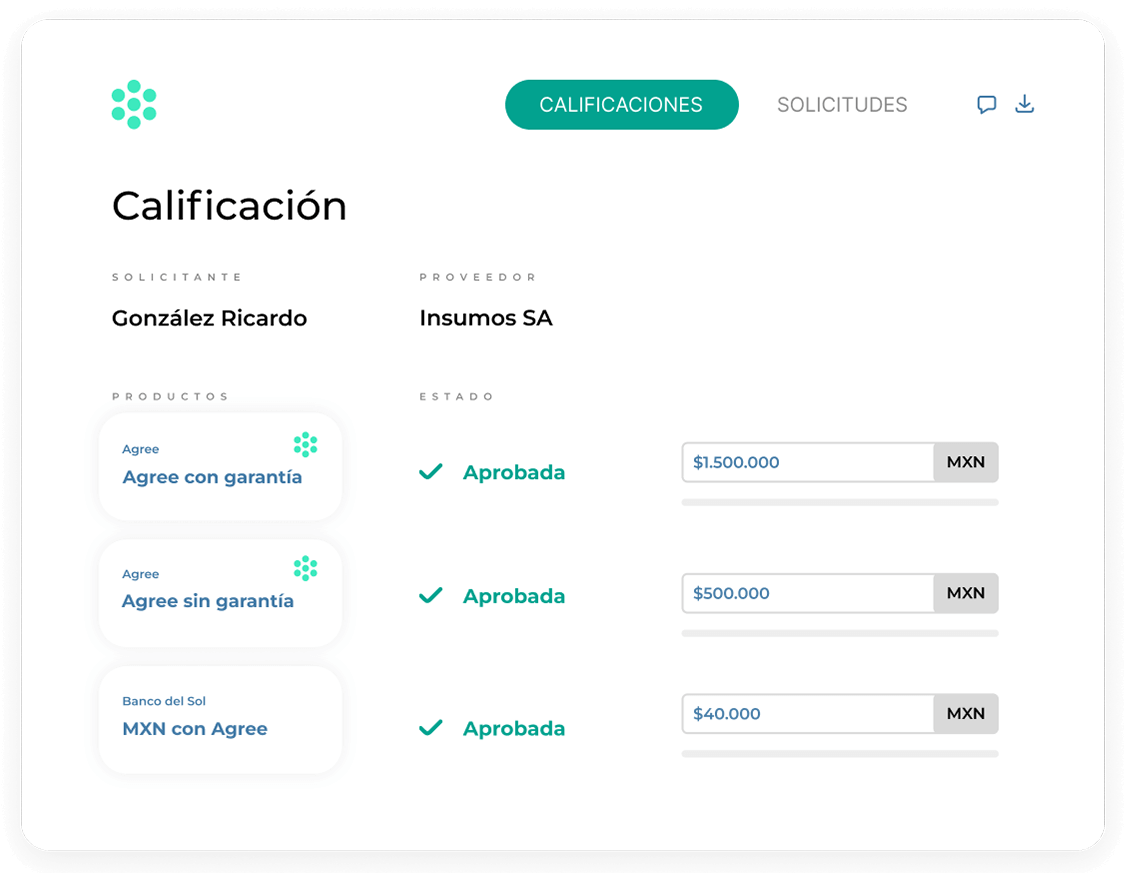 CALIFICACIONES SOLICITUDES
Calificación
SOLICITANTE PROVEEDOR
González Ricardo Insumos SA
PRODUCTOS ESTADO
Agree
Agree con garantía Aprobada $1.500.000 MXN
Agree
Agree sin garantía Aprobada $500.000 MXN
Banco del Sol
MXN con Agree Aprobada $40.000 MXN